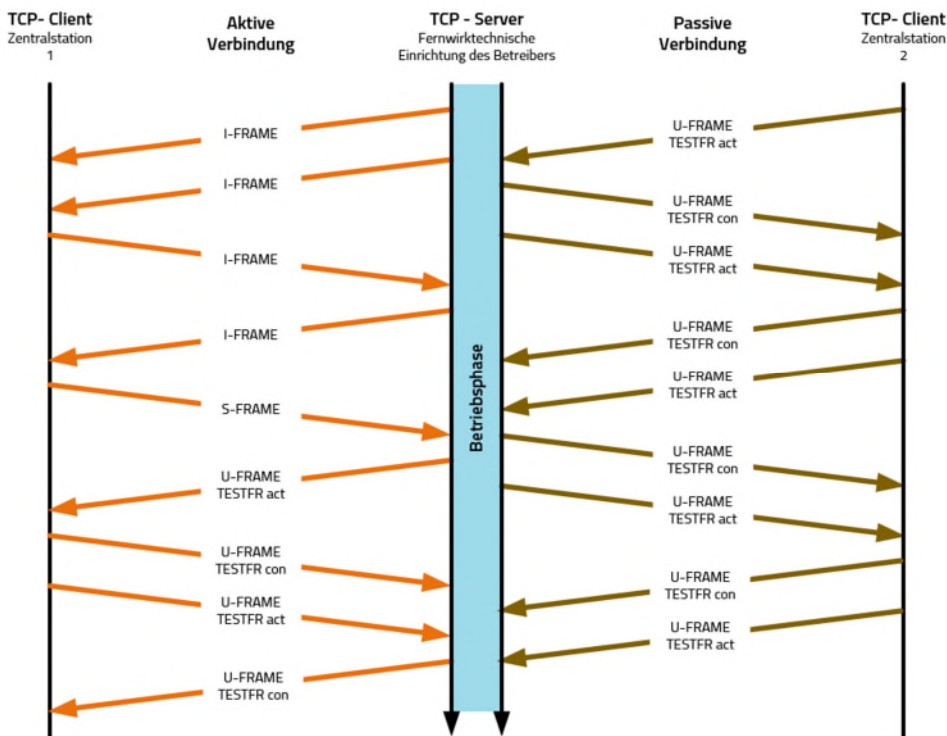 TCP- Client
Zentralstation
1
Aktive
Verbindung
TCP - Server
Fernwirktechnische
Einrichtung des Betreibers
Passive
Verbindung
TCP- Client
Zentralstation
2
I-FRAME
I-FRAME
I-FRAME
I-FRAME
S-FRAME
U-FRAME
TESTFR act
U-FRAME
TESTFR con
U-FRAME
TESTFR act
U-FRAME
TESTFR con
Betriebsphase
U-FRAME
TESTFR act
U-FRAME
TESTFR con
U-FRAME
TESTFR act
U-FRAME
TESTFR con
U-FRAME
TESTFR act
U-FRAME
TESTFR con
U-FRAME
TESTFR act
U-FRAME
TESTFR con
U-FRAME
TESTFR act